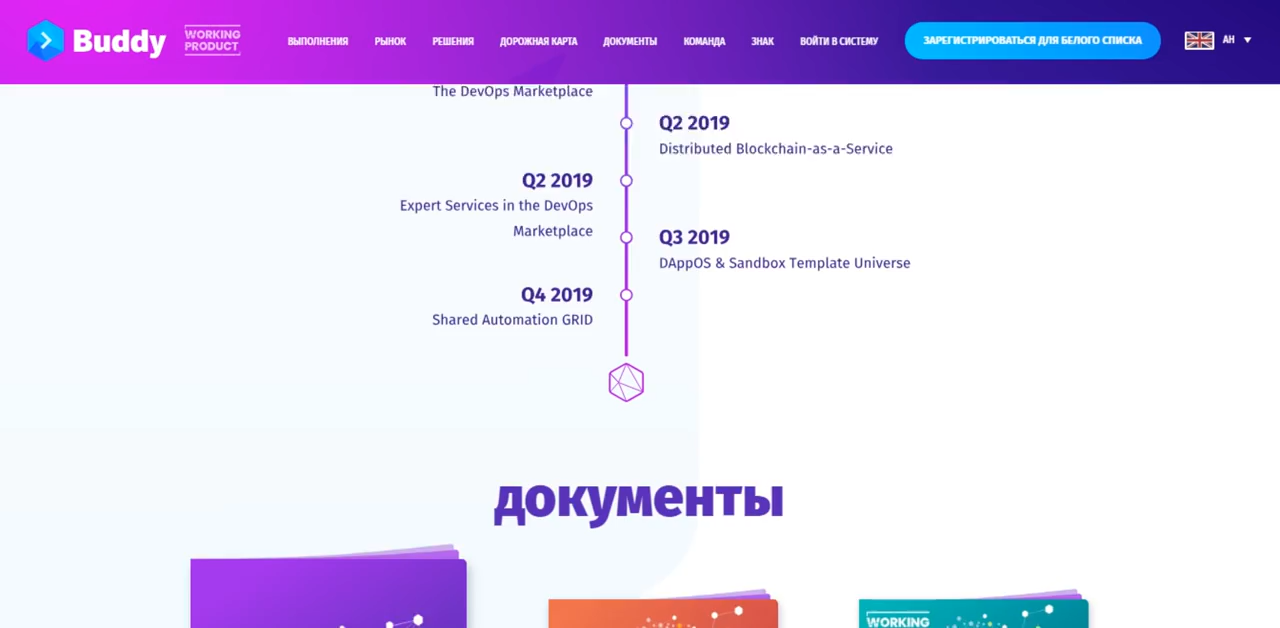 Buddy
WORKING
PRODUCT
ВЫПОЛНЕНИЯ
РЫНОК
РЕШЕНИЯ
ДОРОЖНАЯ КАРТА
ДОКУМЕНТЫ
КОМАНДА
ЗНАК
ВОЙТИ В СИСТЕМУ
ЗАРЕГИСТРИРОВАТЬСЯ ДЛЯ БЕЛОГО СПИСКА
АН
The DevOps Marketplace
Q2 2019
Distributed Blockchain-as-a-Service
Q2 2019
Expert Services in the DevOps
Marketplace
Q3 2019
DAppOS & Sandbox Template Universe
Q4 2019
Shared Automation GRID
документы
WORKING